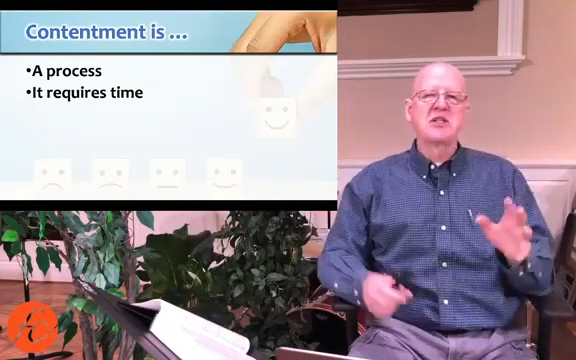 Contentment is ...
•A process
•It requires time